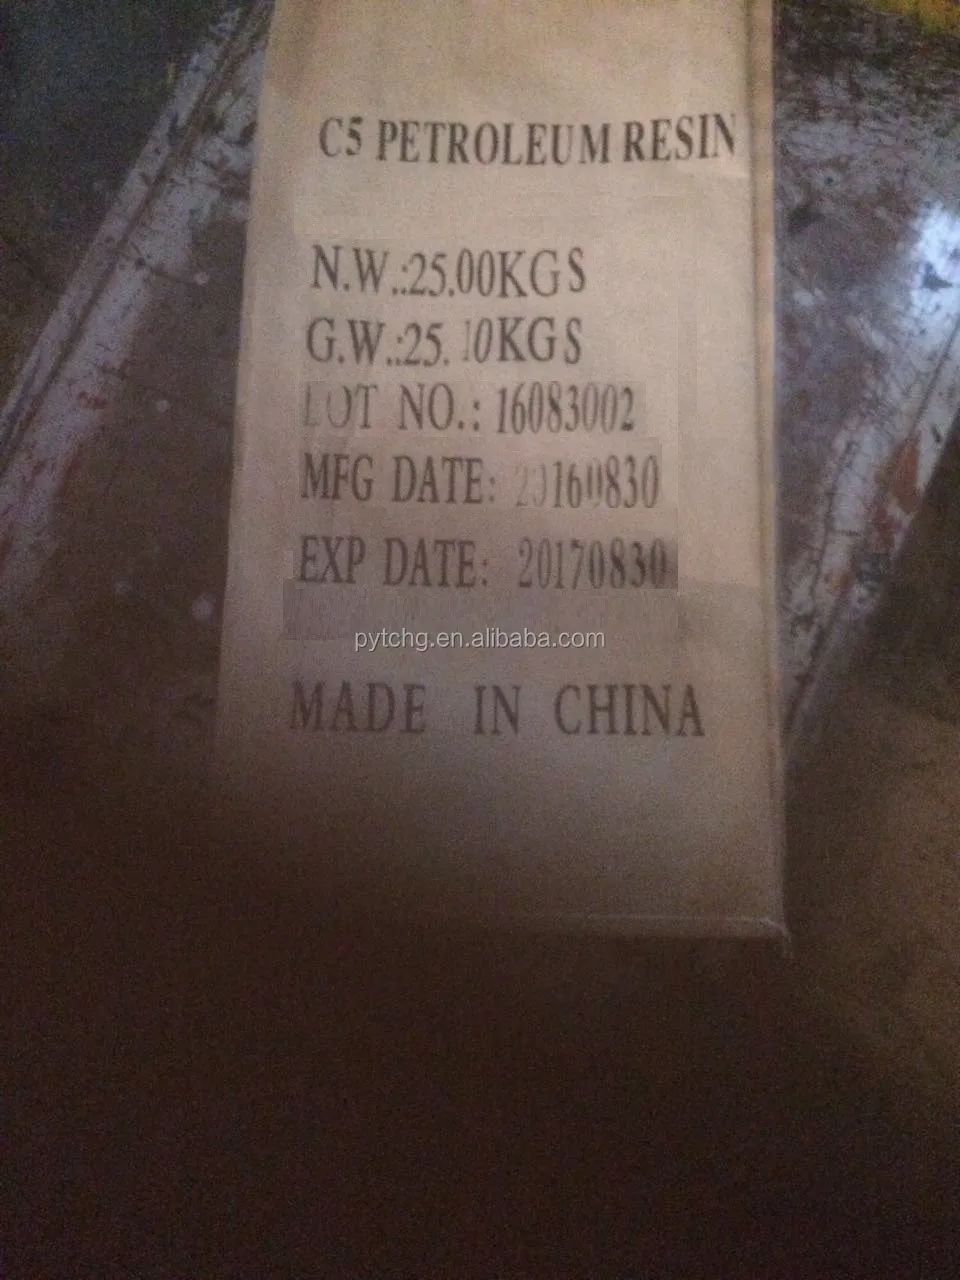 C5 PETROLEUM RESIN
N.W.:25.00KGS
G.W.:25.10KGS
LOT NO.: 16083002
MFG DATE: 20160830
EXP DATE: 20170830
pytchg.en.alibaba.com
MADE IN CHINA